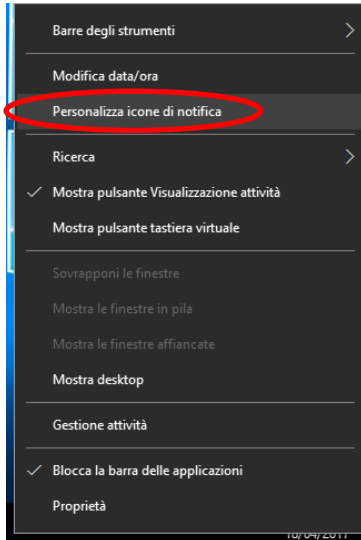 Barre degli strumenti
Modifica data/ora
Personalizza icone di notifica
Ricerca
Mostra pulsante Visualizzazione attività
Mostra pulsante tastiera virtuale
Sovrapponi le finestre
Mostra le finestre in pila
Mostra le finestre affiancate
Mostra desktop
Gestione attività
Blocca la barra delle applicazioni
Proprietà